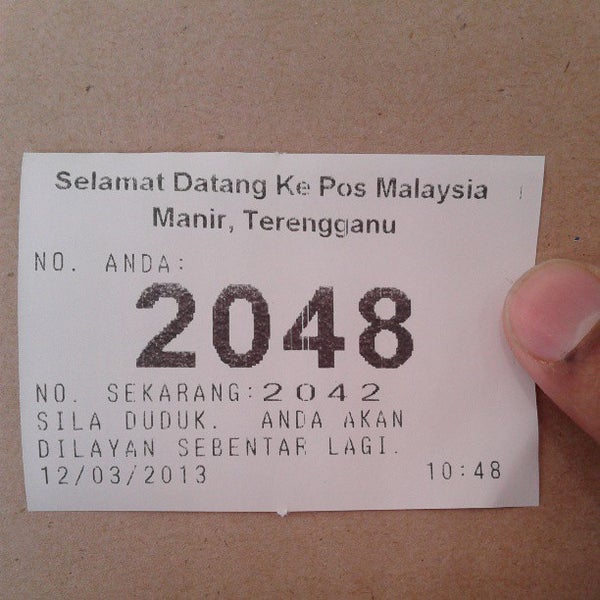 Selamat Datang Ke Pos Malaysia
Manir, Terengganu
NO. ANDA:
2048
NO. SEKARANG:2042
SILA DUDUK. ANDA AKAN
DILAYAN SEBENTAR LAGI.
12/03/2013 10:48